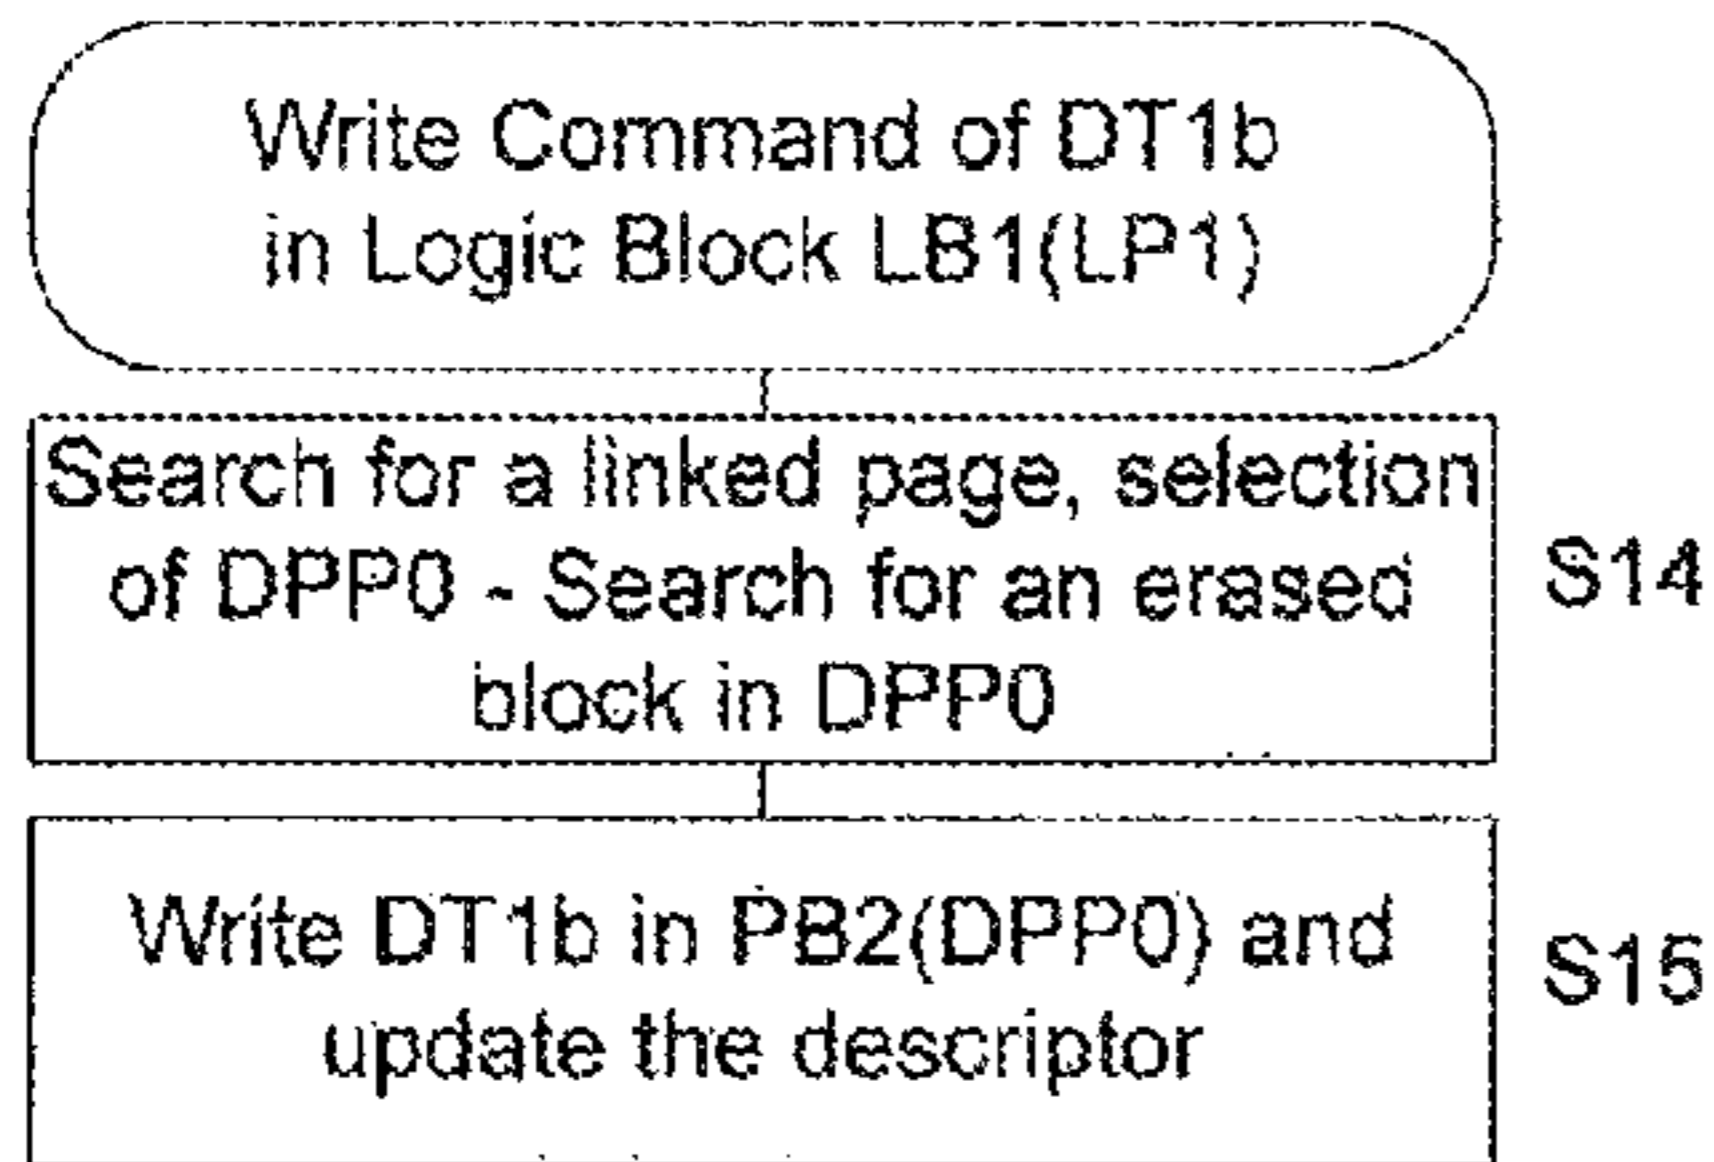 Write Command of DT1b
in Logic Block LB1(LP1)
Search for a linked page, selection
of DPP0 - Search for an erased
block in DPP0
S14
Write DT1b in PB2(DPP0) and
update the descriptor
S15